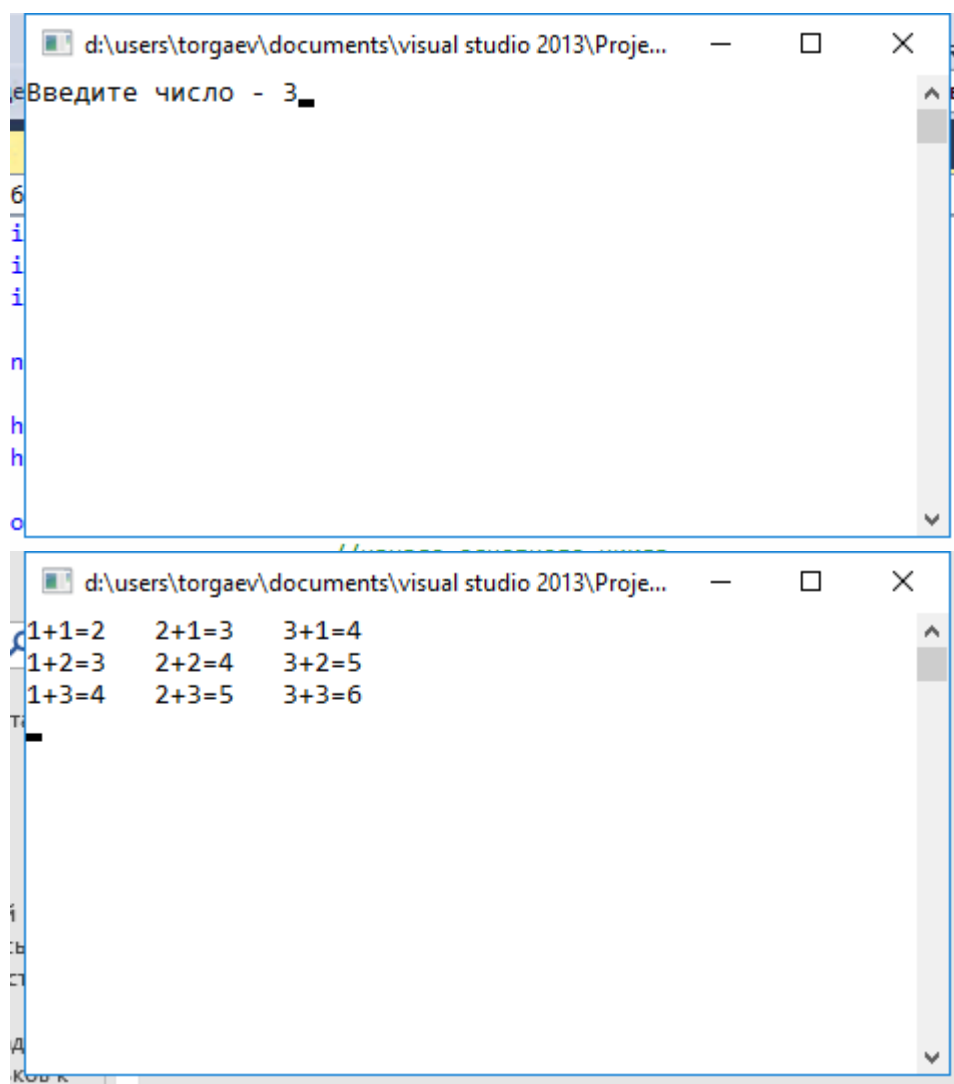 d:\users\torgaev\documents\visual studio 2013\Proje...
Введите число - 3
d:\users\torgaev\documents\visual studio 2013\Proje...
1+1=2 2+1=3 3+1=4
1+2=3 2+2=4 3+2=5
1+3=4 2+3=5 3+3=6